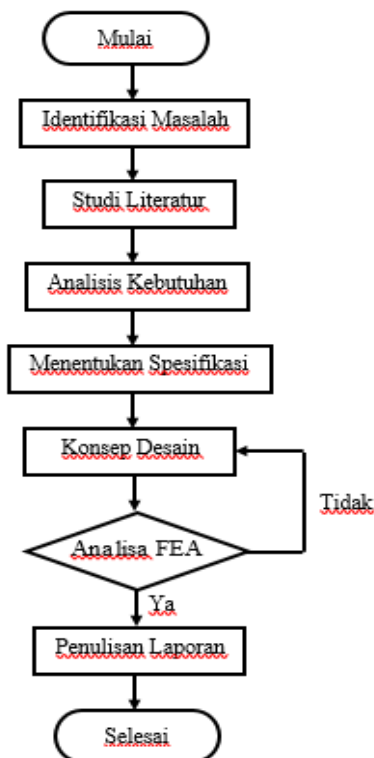 Mulai
Identifikasi Masalah
Studi Literatur
Analisis Kebutuhan
Menentukan Spesifikasi
Konsep Desain
Tidak
Analisa FEA
Ya
Penulisan Laporan
Selesai